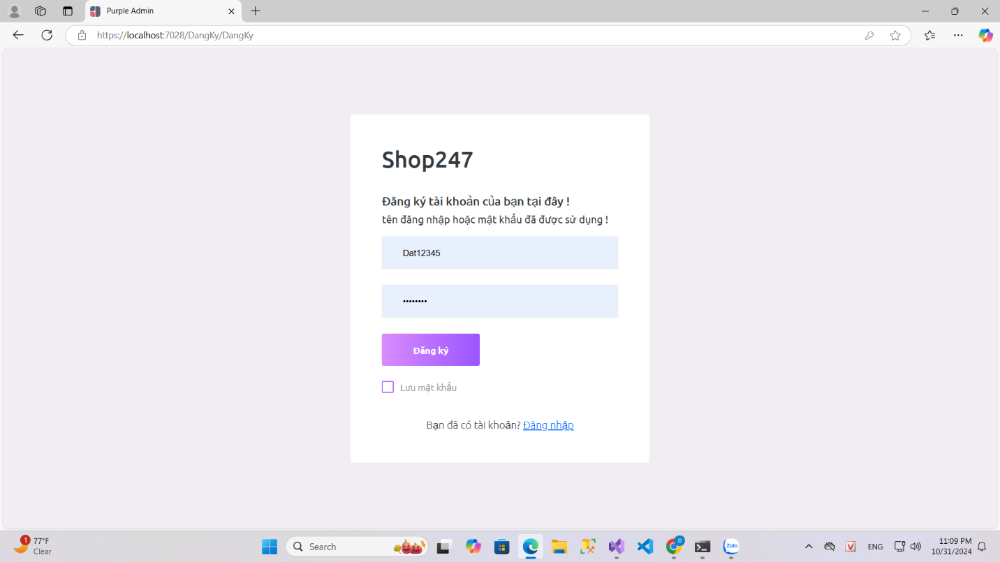 Purple Admin
https://localhost:7028/DangKy/DangKy
Shop247
Đăng ký tài khoản của bạn tại đây !
tên đăng nhập hoặc mật khẩu đã được sử dụng !
Dat12345
••••••••
Đăng ký
Lưu mật khẩu
Bạn đã có tài khoản? Đăng nhập
1
77°F
Clear
Search
Đ
Zalo
V
ENG
11:09 PM
10/31/2024